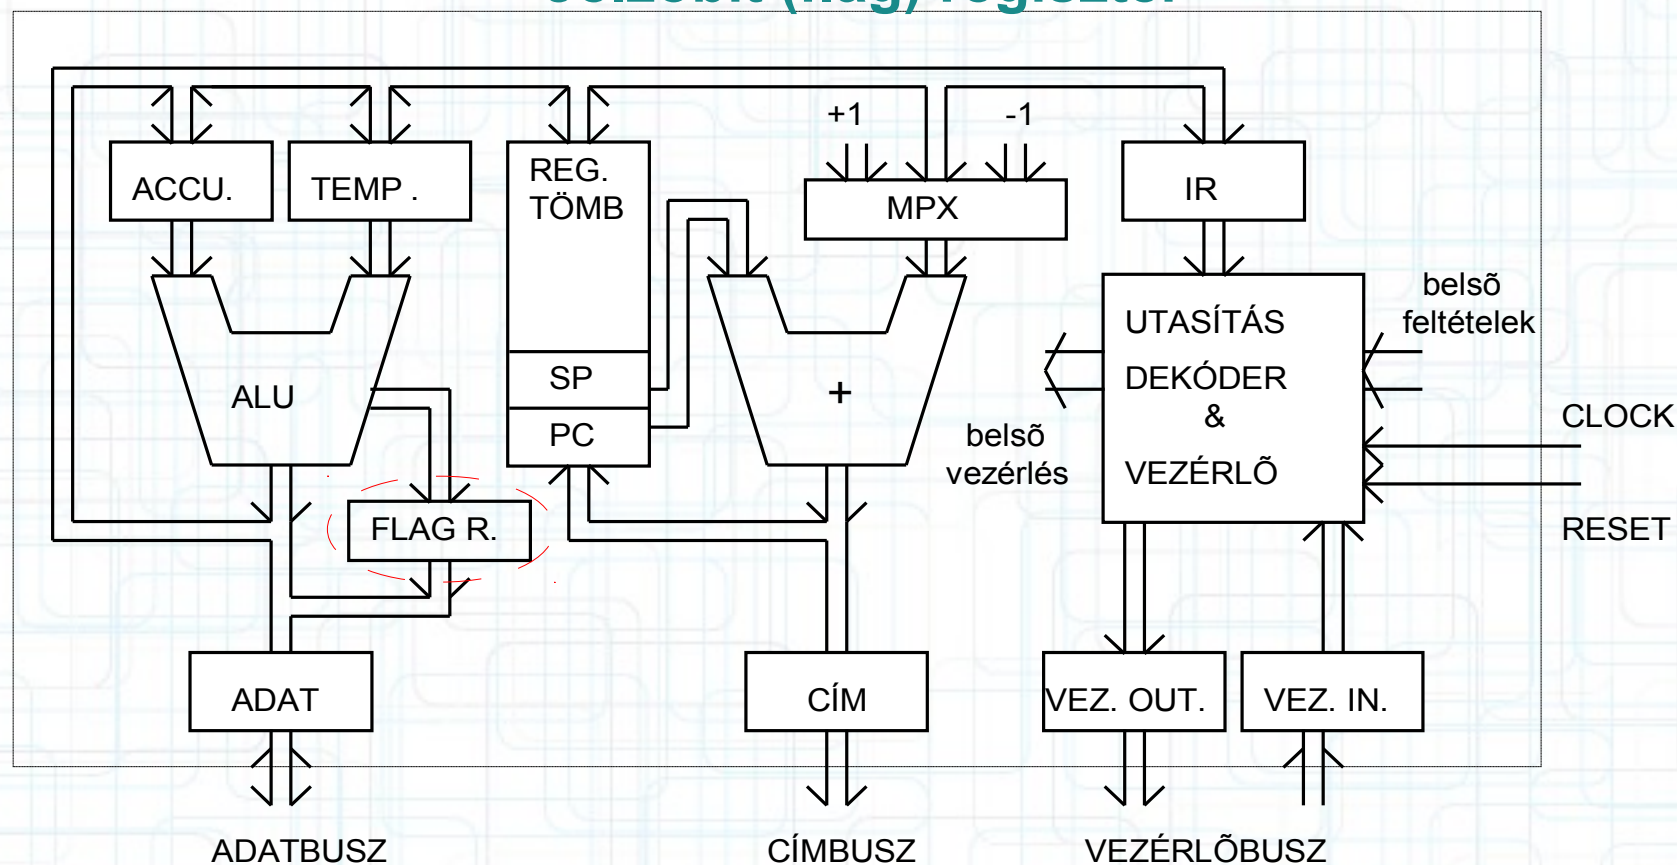 (flag)
+1
-1
ACCU.
TEMP .
REG.
TÖMB
MPX
IR
belsõ
feltételek
UTASÍTÁS
DEKÓDER
&
VEZÉRLÕ
SP
PC
ALU
+
belsõ
vezérlés
CLOCK
RESET
FLAG R.
ADAT
CÍM
VEZ. OUT.
VEZ. IN.
ADATBUSZ
CÍMBUSZ
VEZÉRLÕBUSZ